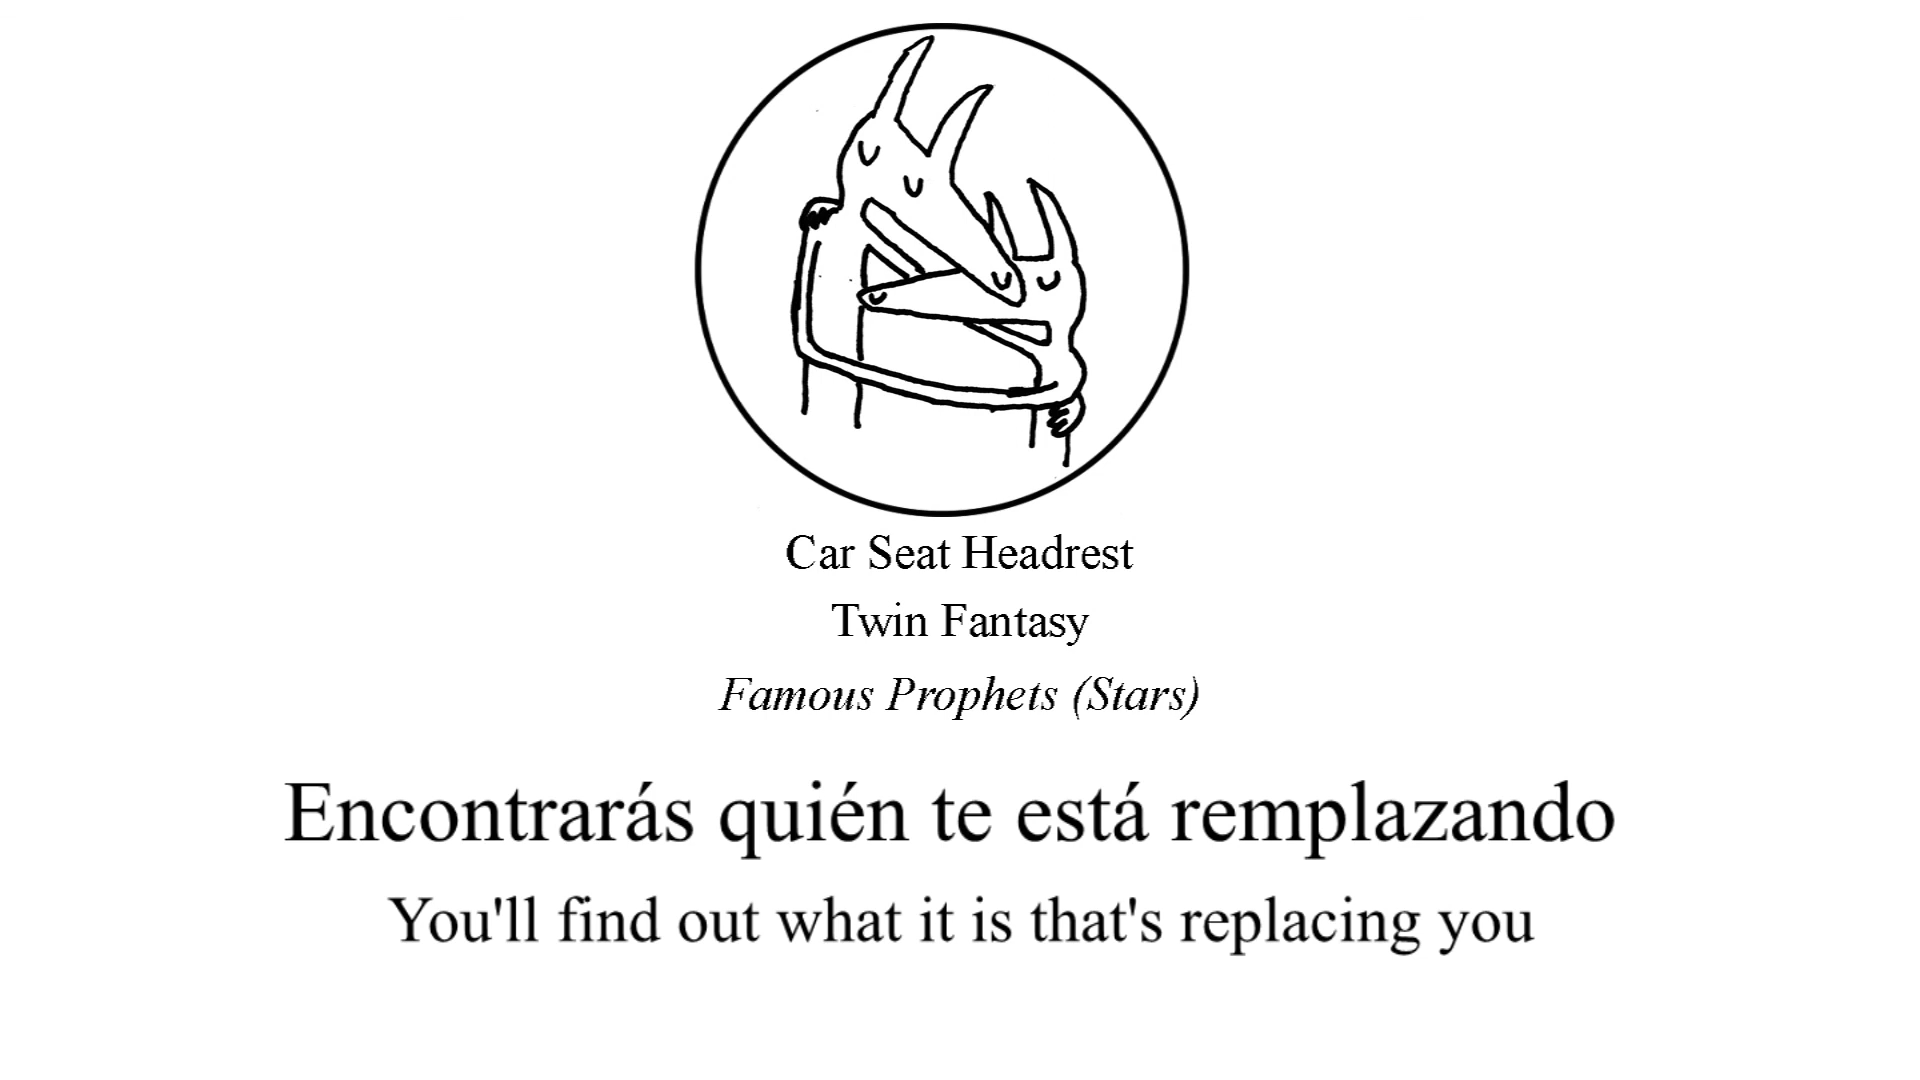 Car Seat Headrest
Twin Fantasy
Famous Prophets (Stars)
Encontrarás quién te está remplazando
You'll find out what it is that's replacing you